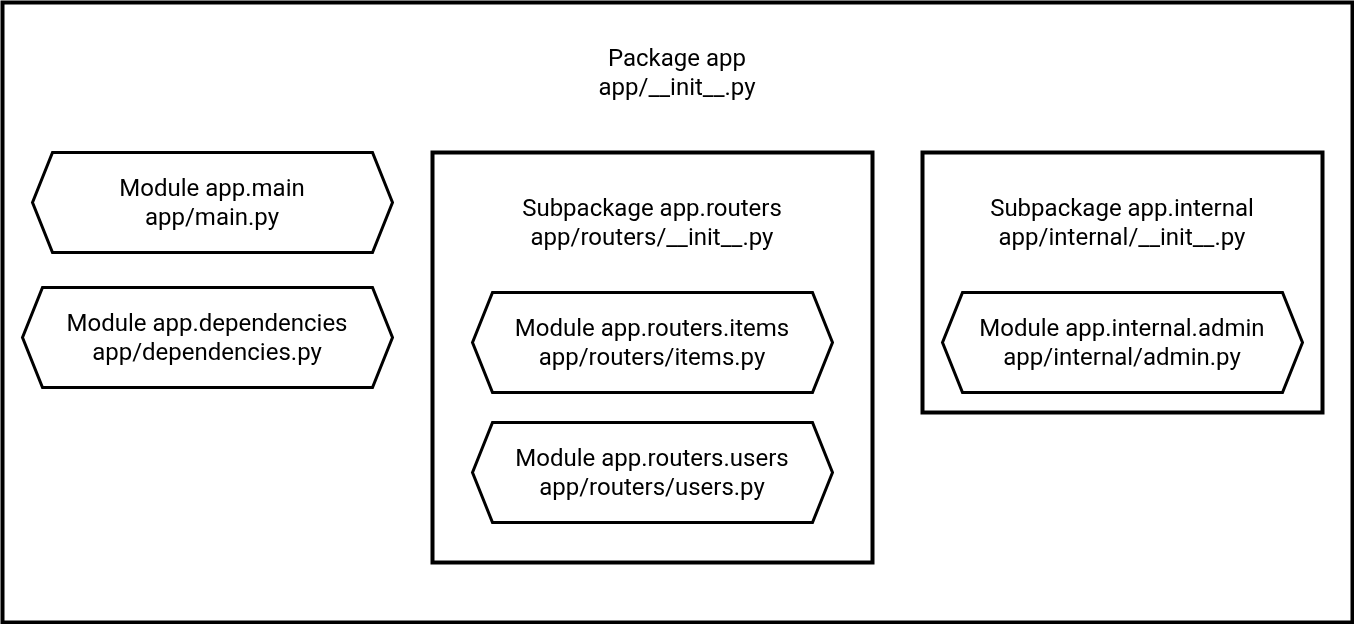 Package app
app/__init__.py
Module app.main
app/main.py
Module app.dependencies
app/dependencies.py
Subpackage app.routers
app/routers/__init__.py
Module app.routers.items
app/routers/items.py
Module app.routers.users
app/routers/users.py
Subpackage app.internal
app/internal/__init__.py
Module app.internal.admin
app/internal/admin.py